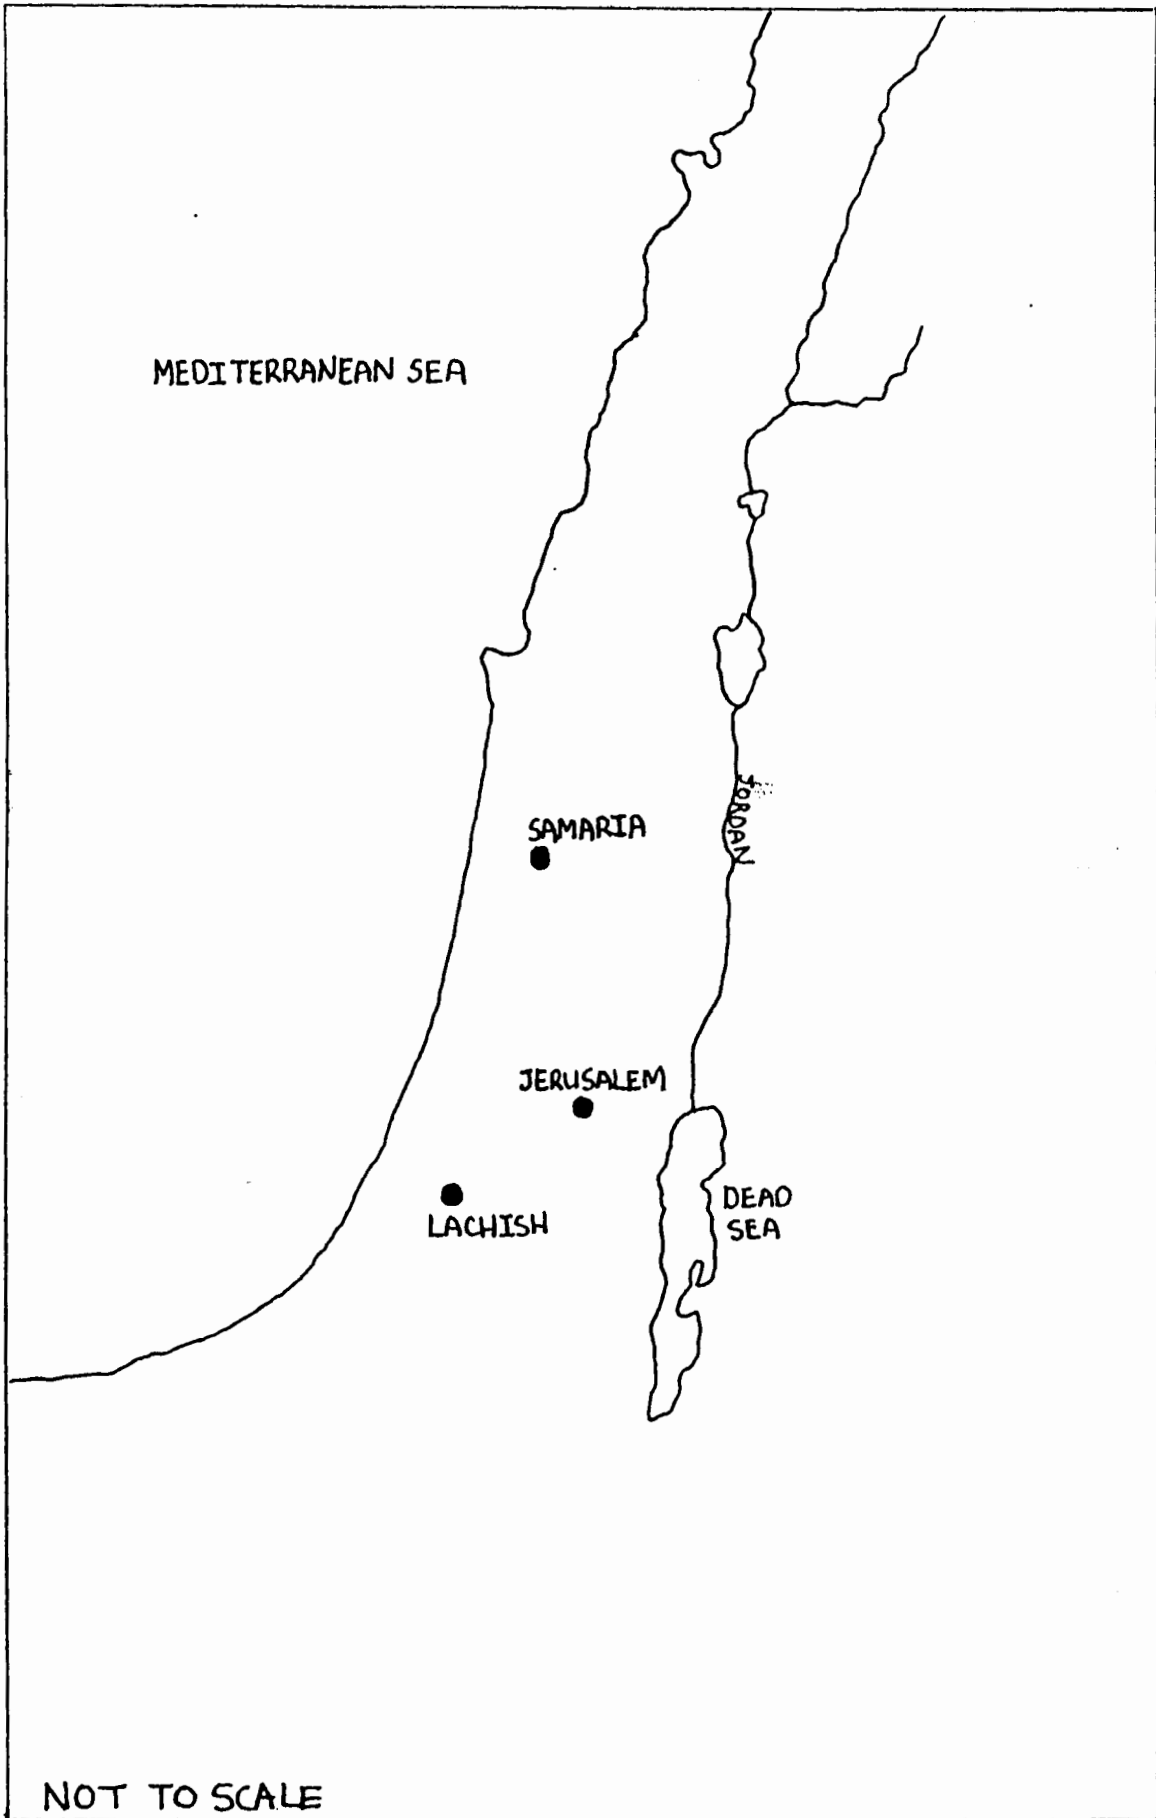 MEDITERRANEAN SEA
JORDAN
SAMARIA
JERUSALEM
DEAD
SEA
LACHISH
NOT TO SCALE